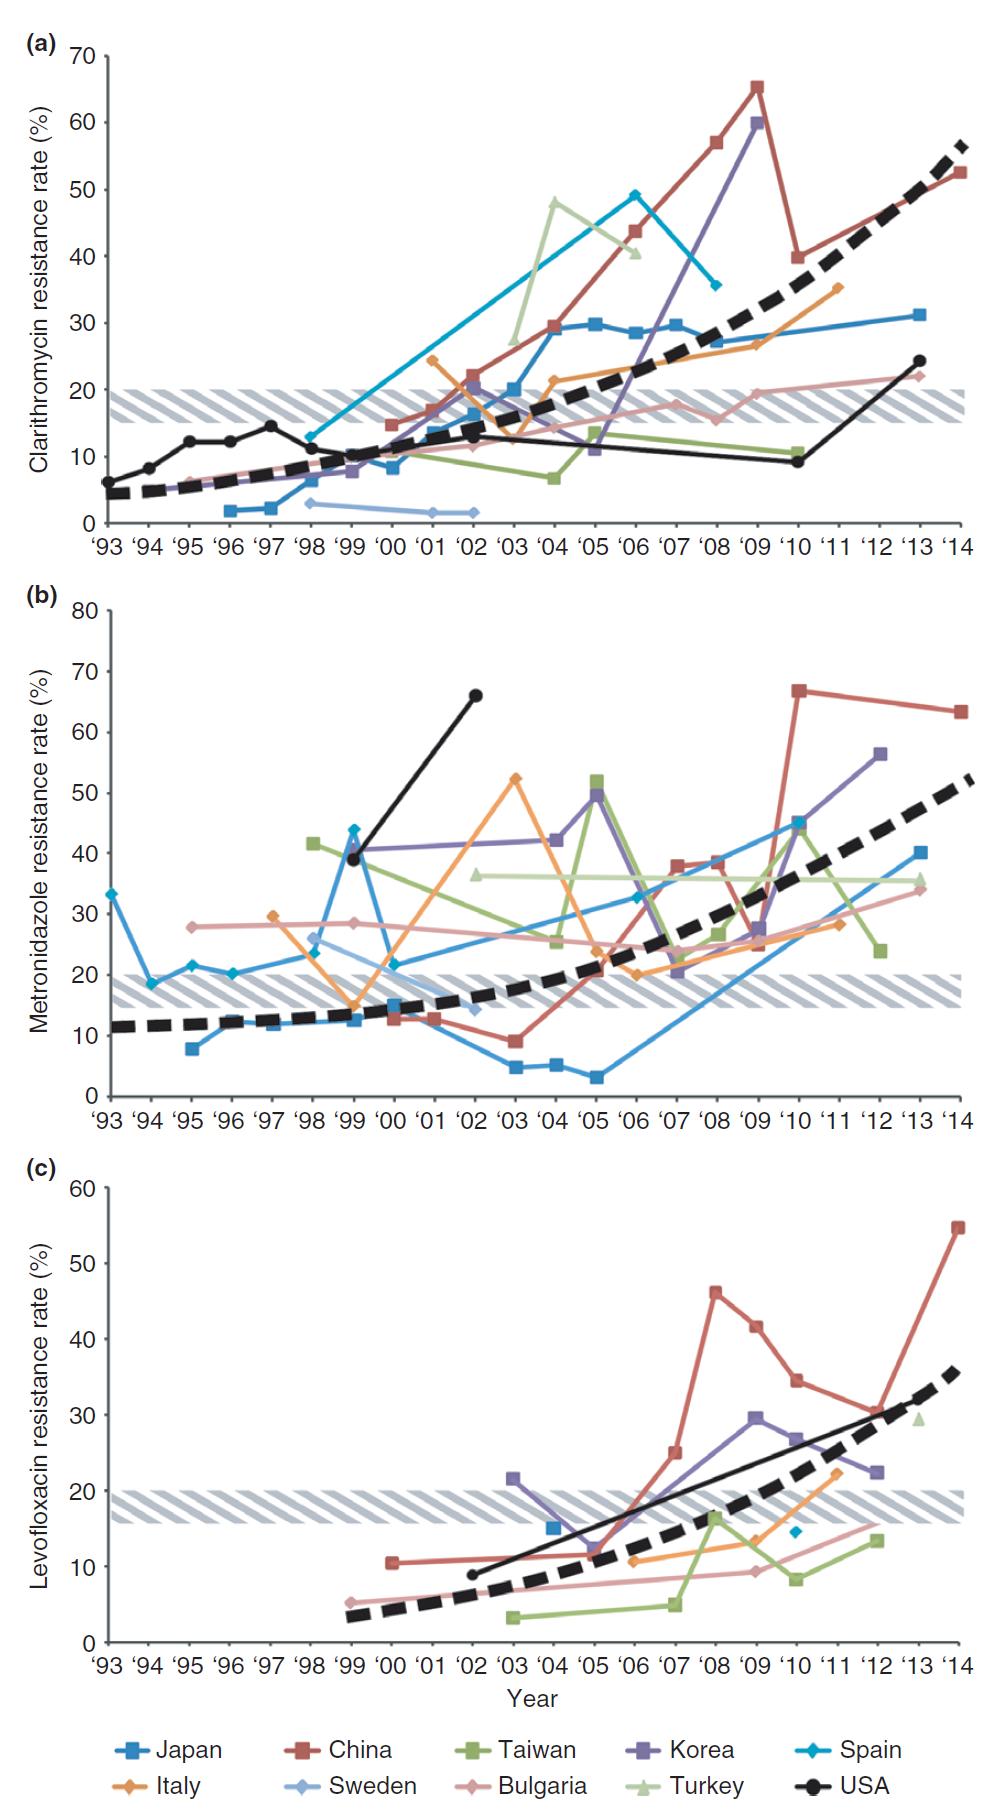 (a)
Clarithromycin resistance rate (%)
70
60
50
40
30
20
10
0
‘93 ‘94 ‘95 ‘96 ‘97 ‘98 ‘99 ‘00 ‘01 ‘02 ‘03 ‘04 ‘05 ‘06 ‘07 ‘08 ‘09 ‘10 ‘11 ‘12 ‘13 ‘14
(b)
Metronidazole resistance rate (%)
80
70
60
50
40
30
20
10
0
‘93 ‘94 ‘95 ‘96 ‘97 ‘98 ‘99 ‘00 ‘01 ‘02 ‘03 ‘04 ‘05 ‘06 ‘07 ‘08 ‘09 ‘10 ‘11 ‘12 ‘13 ‘14
(c)
Levofloxacin resistance rate (%)
60
50
40
30
20
10
0
‘93 ‘94 ‘95 ‘96 ‘97 ‘98 ‘99 ‘00 ‘01 ‘02 ‘03 ‘04 ‘05 ‘06 ‘07 ‘08 ‘09 ‘10 ‘11 ‘12 ‘13 ‘14
Year
Japan China Taiwan Korea Spain
Italy Sweden Bulgaria Turkey USA